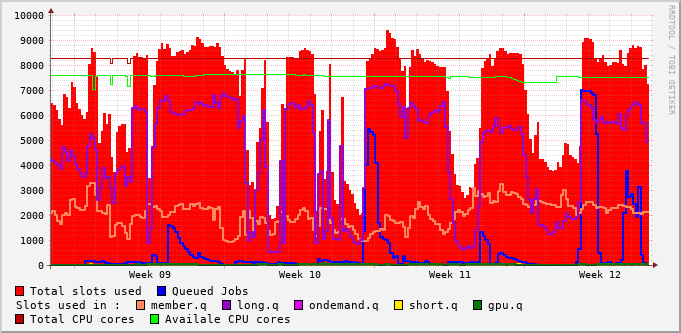 10000
9000
8000
7000
6000
5000
4000
3000
2000
1000
0
Week 09 Week 10 Week 11 Week 12
RRDTOOL / TOBI OETIKER
Total slots used Queued Jobs
Slots used in : member.q long.q ondemand.q short.q gpu.q
Total CPU cores Availale CPU cores